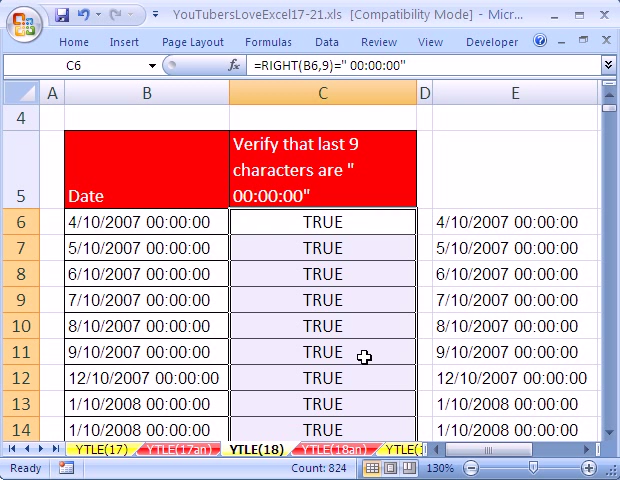 YouTubersLoveExcel17-21.xls [Compatibility Mode] - Micr...
Home Insert Page Layout Formulas Data Review View Developer
C6 fx =RIGHT(B6,9)=" 00:00:00"
A B C D E
4
5 Date Verify that last 9
characters are "
00:00:00"
6 4/10/2007 00:00:00 TRUE 4/10/2007 00:00:00
7 5/10/2007 00:00:00 TRUE 5/10/2007 00:00:00
8 6/10/2007 00:00:00 TRUE 6/10/2007 00:00:00
9 7/10/2007 00:00:00 TRUE 7/10/2007 00:00:00
10 8/10/2007 00:00:00 TRUE 8/10/2007 00:00:00
11 9/10/2007 00:00:00 TRUE 9/10/2007 00:00:00
12 12/10/2007 00:00:00 TRUE 12/10/2007 00:00:00
13 1/10/2008 00:00:00 TRUE 1/10/2008 00:00:00
14 1/10/2008 00:00:00 TRUE 1/10/2008 00:00:00
YTLE(17) YTLE(17an) YTLE(18) YTLE(18an) YTLE(1
Ready Count: 824 130%